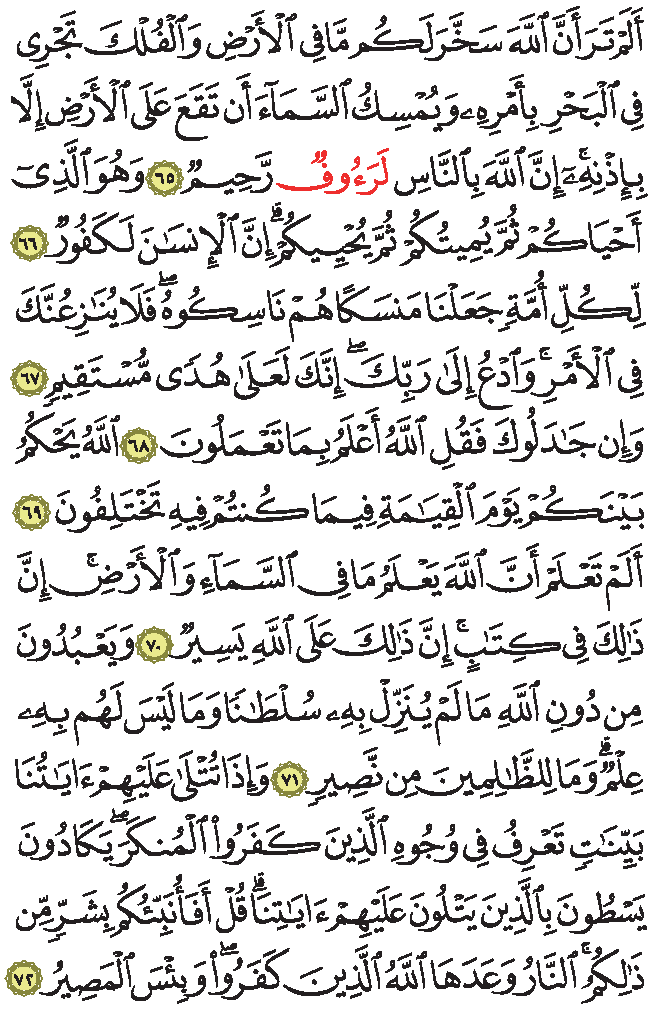 أَلَمْ تَرَ أَنَّ ٱللَّهَ سَخَّرَ لَكُم مَّا فِي ٱلْأَرْضِ وَٱلْفُلْكَ تَجْرِي
فِي ٱلْبَحْرِ بِأَمْرِهِۦ وَيُمْسِكُ ٱلسَّمَآءَ أَن تَقَعَ عَلَى ٱلْأَرْضِ إِلَّا
بِإِذْنِهِۦٓۚ إِنَّ ٱللَّهَ بِٱلنَّاسِ لَرَءُوفٌ رَّحِيمٌ ٦٥ وَهُوَ ٱلَّذِيٓ
أَحْيَاكُمْ ثُمَّ يُمِيتُكُمْ ثُمَّ يُحْيِيكُمْۗ إِنَّ ٱلْإِنسَٰنَ لَكَفُورٌ ٦٦
لِّكُلِّ أُمَّةٍ جَعَلْنَا مَنسَكًا هُمْ نَاسِكُوهُۖ فَلَا يُنَٰزِعُنَّكَ
فِي ٱلْأَمْرِۚ وَٱدْعُ إِلَىٰ رَبِّكَۖ إِنَّكَ لَعَلَىٰ هُدًى مُّسْتَقِيمٍ ٦٧
وَإِن جَٰدَلُوكَ فَقُلِ ٱللَّهُ أَعْلَمُ بِمَا تَعْمَلُونَ ٦٨ ٱللَّهُ يَحْكُمُ
بَيْنَكُمْ يَوْمَ ٱلْقِيَٰمَةِ فِيمَا كُنتُمْ فِيهِ تَخْتَلِفُونَ ٦٩
أَلَمْ تَعْلَمْ أَنَّ ٱللَّهَ يَعْلَمُ مَا فِي ٱلسَّمَآءِ وَٱلْأَرْضِۚ إِنَّ
ذَٰلِكَ فِي كِتَٰبٍۚ إِنَّ ذَٰلِكَ عَلَى ٱللَّهِ يَسِيرٌ ٧٠ وَيَعْبُدُونَ
مِن دُونِ ٱللَّهِ مَا لَمْ يُنَزِّلْ بِهِۦ سُلْطَٰنًا وَمَا لَيْسَ لَهُم بِهِۦ
عِلْمٌۗ وَمَا لِلظَّٰلِمِينَ مِن نَّصِيرٍ ٧١ وَإِذَا تُتْلَىٰ عَلَيْهِمْ ءَايَٰتُنَا
بَيِّنَٰتٍ تَعْرِفُ فِي وُجُوهِ ٱلَّذِينَ كَفَرُوا۟ ٱلْمُنكَرَۖ يَكَادُونَ
يَسْطُونَ بِٱلَّذِينَ يَتْلُونَ عَلَيْهِمْ ءَايَٰتِنَاۗ قُلْ أَفَأُنَبِّئُكُم بِشَرٍّ مِّن
ذَٰلِكُمُۚ ٱلنَّارُ وَعَدَهَا ٱللَّهُ ٱلَّذِينَ كَفَرُوا۟ۖ وَبِئْسَ ٱلْمَصِيرُ ٧٢